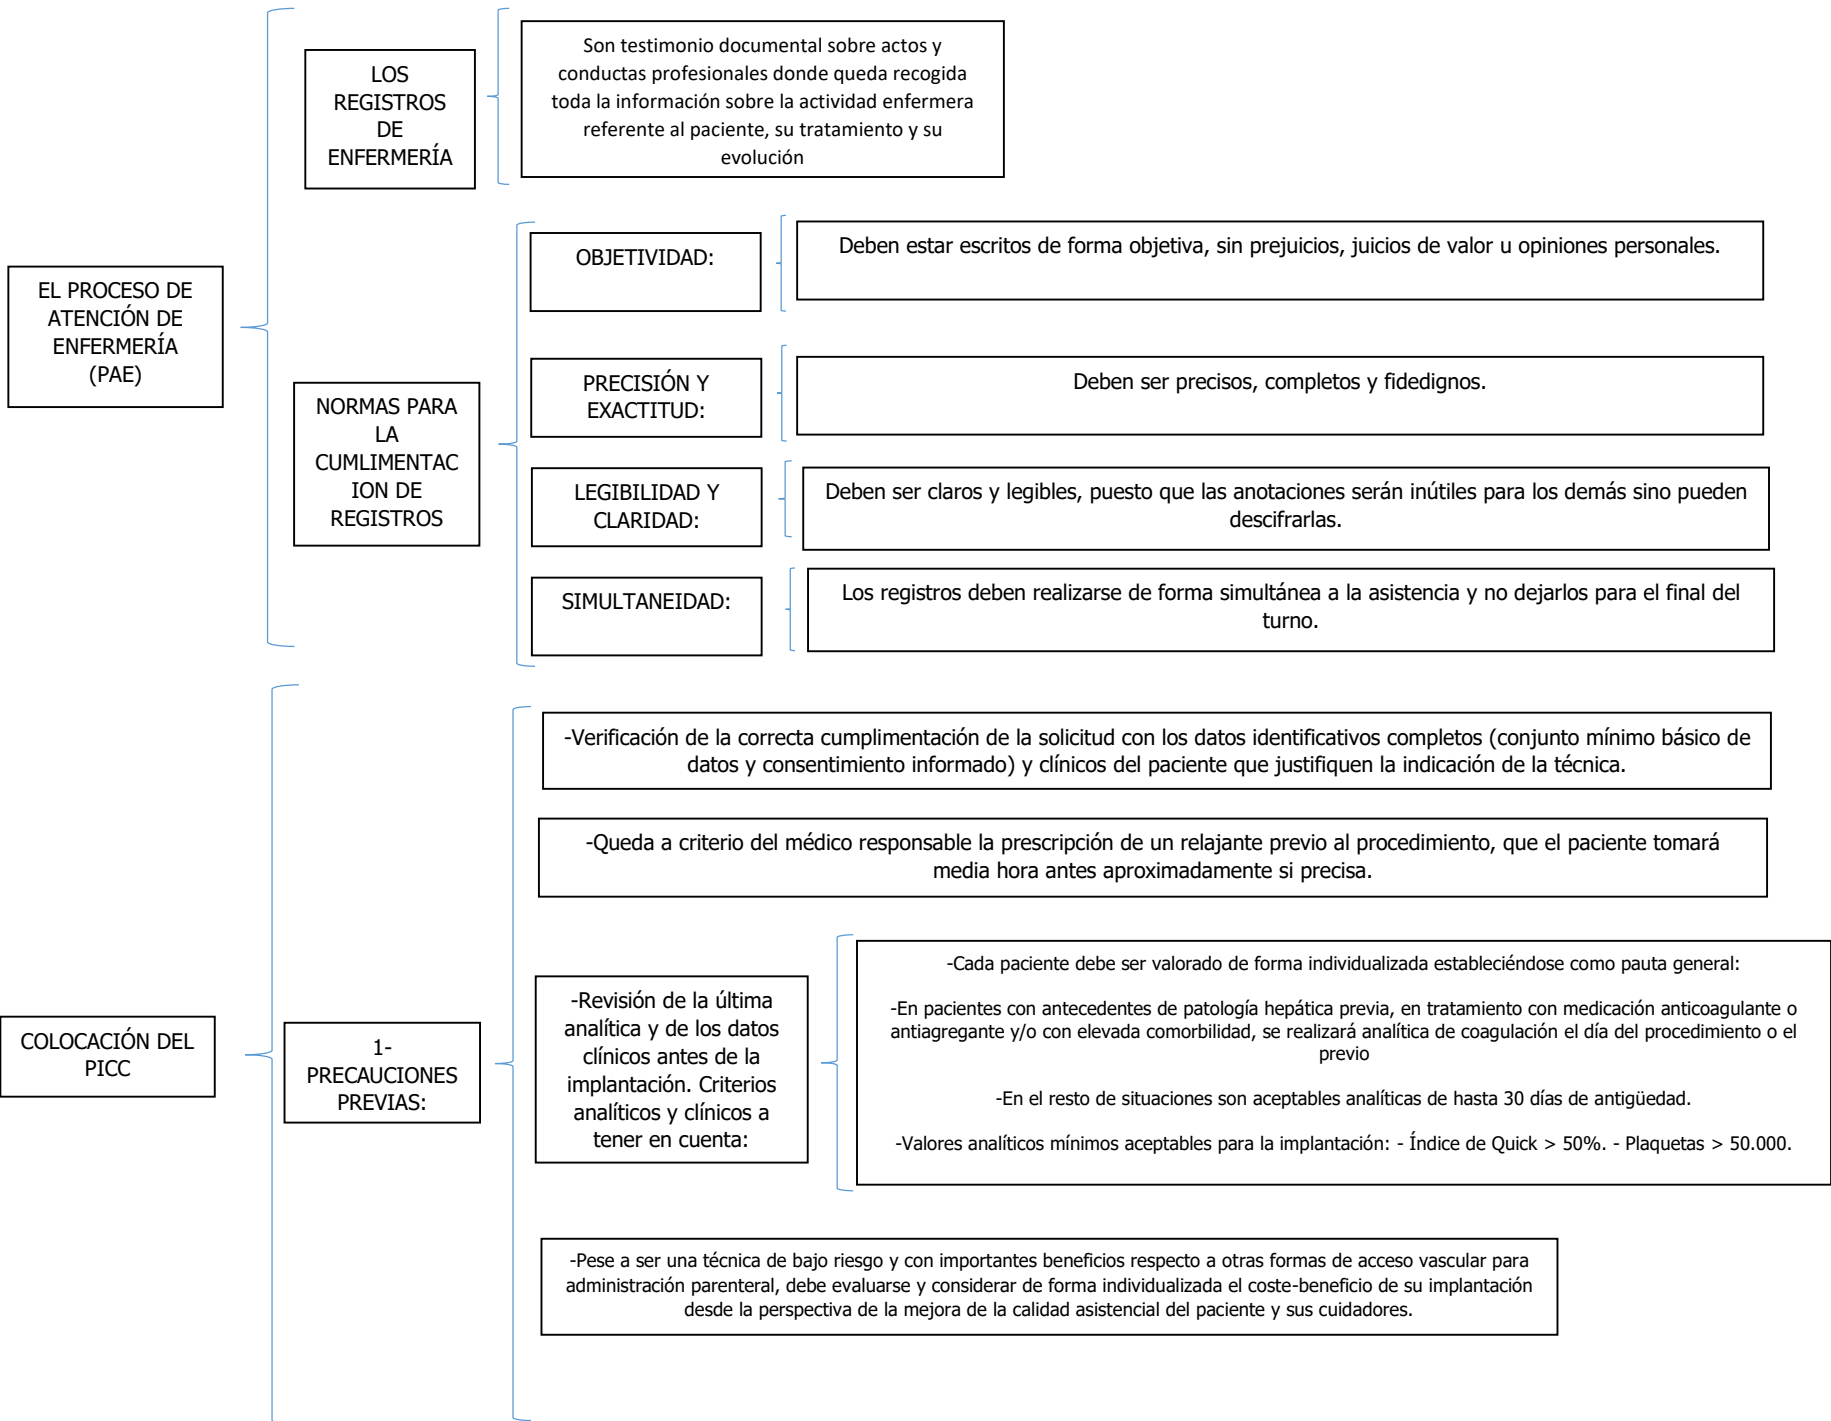 EL PROCESO DE
ATENCIÓN DE
ENFERMERÍA
(PAE)
LOS
REGISTROS
DE
ENFERMERÍA
Son testimonio documental sobre actos y
conductas profesionales donde queda recogida
toda la información sobre la actividad enfermera
referente al paciente, su tratamiento y su
evolución
NORMAS PARA
LA
CUMLIMENTAC
ION DE
REGISTROS
OBJETIVIDAD:
Deben estar escritos de forma objetiva, sin prejuicios, juicios de valor u opiniones personales.
PRECISIÓN Y
EXACTITUD:
Deben ser precisos, completos y fidedignos.
LEGIBILIDAD Y
CLARIDAD:
Deben ser claros y legibles, puesto que las anotaciones serán inútiles para los demás sino pueden
descifrarlas.
SIMULTANEIDAD:
Los registros deben realizarse de forma simultánea a la asistencia y no dejarlos para el final del
turno.
COLOCACIÓN DEL
PICC
1-
PRECAUCIONES
PREVIAS:
-Verificación de la correcta cumplimentación de la solicitud con los datos identificativos completos (conjunto mínimo básico de
datos y consentimiento informado) y clínicos del paciente que justifiquen la indicación de la técnica.
-Queda a criterio del médico responsable la prescripción de un relajante previo al procedimiento, que el paciente tomará
media hora antes aproximadamente si precisa.
-Revisión de la última
analítica y de los datos
clínicos antes de la
implantación. Criterios
analíticos y clínicos a
tener en cuenta:
-Cada paciente debe ser valorado de forma individualizada estableciéndose como pauta general:
-En pacientes con antecedentes de patología hepática previa, en tratamiento con medicación anticoagulante o
antiagregante y/o con elevada comorbilidad, se realizará analítica de coagulación el día del procedimiento o el
previo
-En el resto de situaciones son aceptables analíticas de hasta 30 días de antigüedad.
-Valores analíticos mínimos aceptables para la implantación: - Índice de Quick > 50%. - Plaquetas > 50.000.
-Pese a ser una técnica de bajo riesgo y con importantes beneficios respecto a otras formas de acceso vascular para
administración parenteral, debe evaluarse y considerar de forma individualizada el coste-beneficio de su implantación
desde la perspectiva de la mejora de la calidad asistencial del paciente y sus cuidadores.